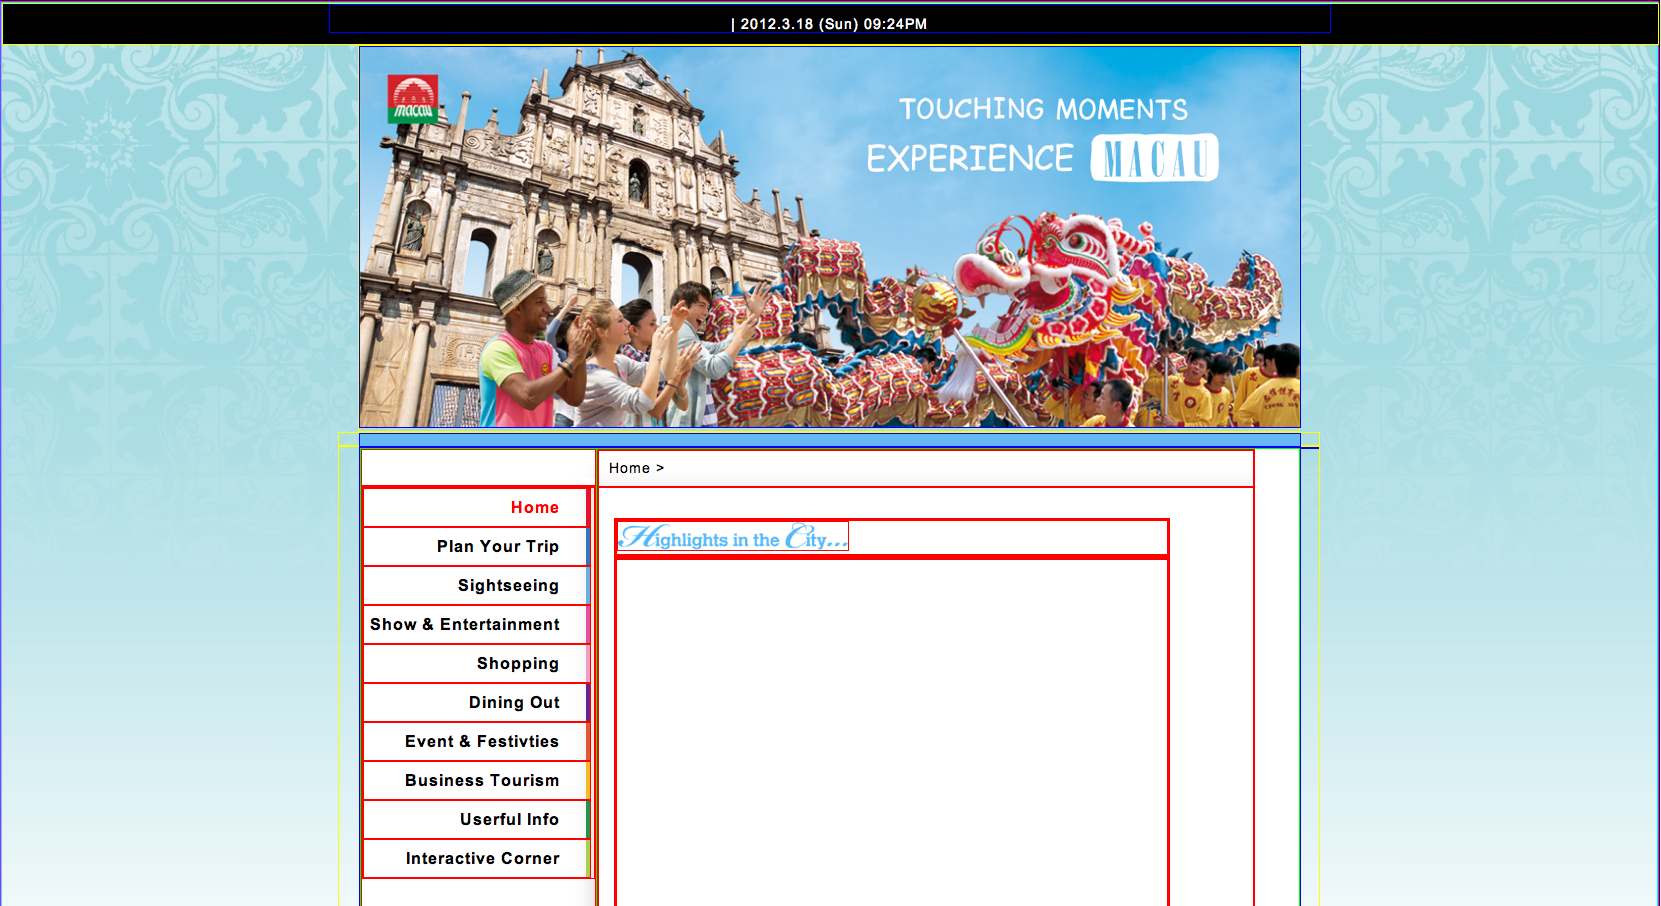 | 2012.3.18 (Sun) 09:24PM
macau
TOUCHING MOMENTS
EXPERIENCE MACAU
Home >
Home
Plan Your Trip
Sightseeing
Show & Entertainment
Shopping
Dining Out
Event & Festivties
Business Tourism
Userful Info
Interactive Corner
Highlights in the City...